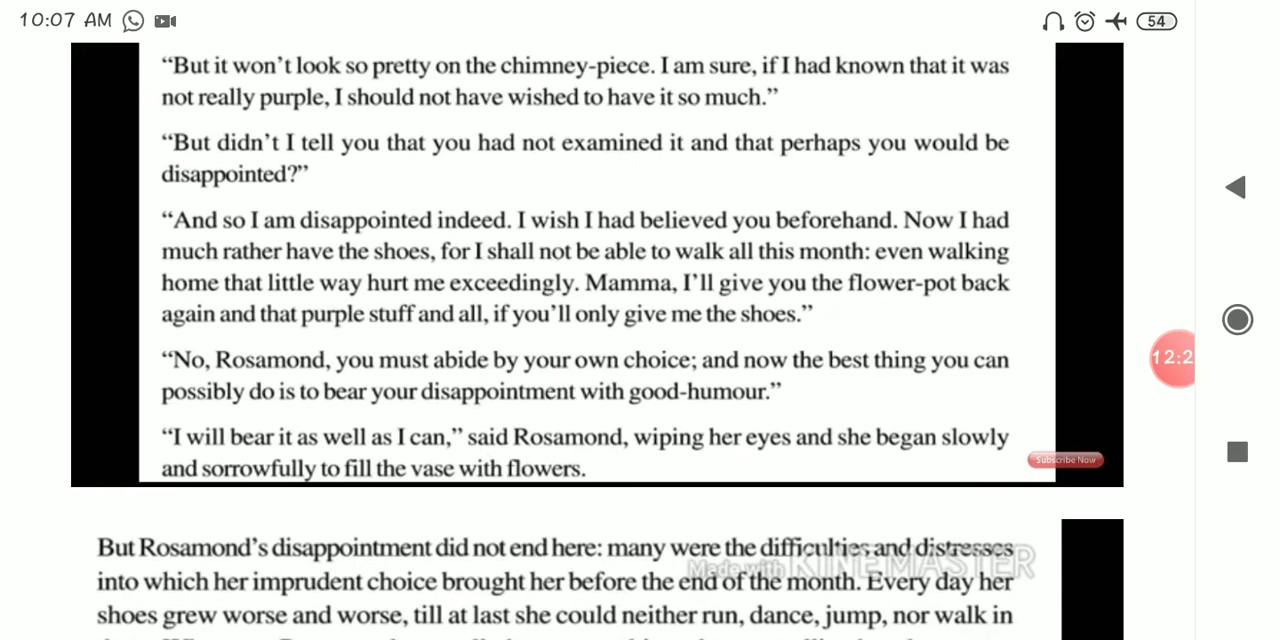 10:07 AM
54
“But it won’t look so pretty on the chimney-piece. I am sure, if I had known that it was
not really purple, I should not have wished to have it so much.”
“But didn’t I tell you that you had not examined it and that perhaps you would be
disappointed?”
“And so I am disappointed indeed. I wish I had believed you beforehand. Now I had
much rather have the shoes, for I shall not be able to walk all this month: even walking
home that little way hurt me exceedingly. Mamma, I’ll give you the flower-pot back
again and that purple stuff and all, if you’ll only give me the shoes.”
12:2
“No, Rosamond, you must abide by your own choice; and now the best thing you can
possibly do is to bear your disappointment with good-humour.”
“I will bear it as well as I can,” said Rosamond, wiping her eyes and she began slowly
and sorrowfully to fill the vase with flowers.
Subscribe Now
But Rosamond’s disappointment did not end here: many were the difficulties and distresses
Made with KINEMASTER
into which her imprudent choice brought her before the end of the month. Every day her
shoes grew worse and worse, till at last she could neither run, dance, jump, nor walk in